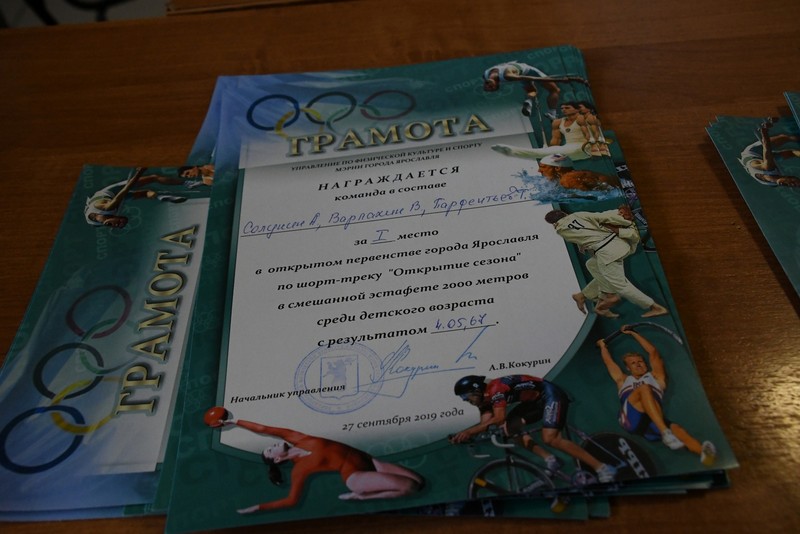 ГРАМОТА
УПРАВЛЕНИЕ ПО ФИЗИЧЕСКОЙ КУЛЬТУРЕ И СПОРТУ
МЭРИИ ГОРОДА ЯРОСЛАВЛЯ
НАГРАЖДАЕТСЯ
команда в составе
В, Парфентьев Т.
за I место
в открытом первенстве города Ярославля
по шорт-треку "Открытие сезона"
в смешанной эстафете 2000 метров
среди детского возраста
с результатом 4.05,67.
Начальник управления А.В.Кокурин
27 сентября 2019 года
ГРАМОТА